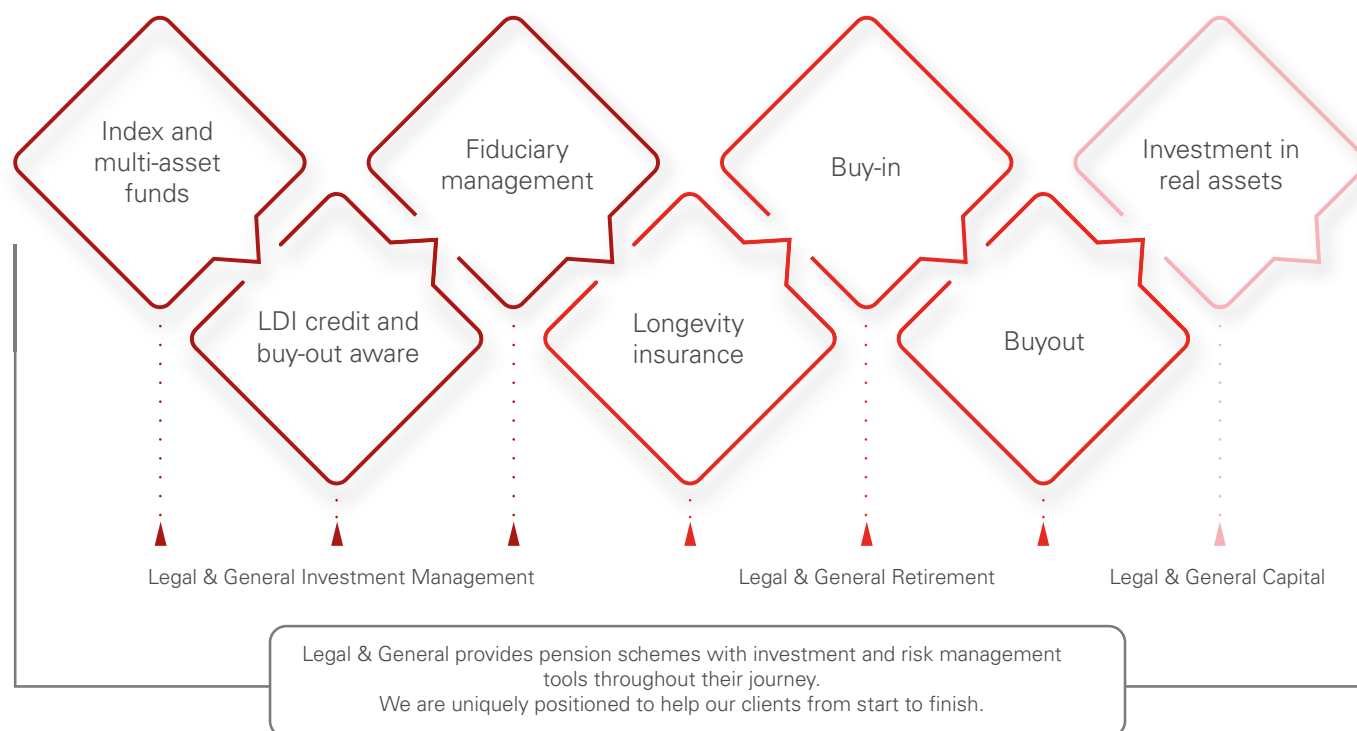 Index and
multi-asset
funds
Fiduciary
management
Buy-in
Investment in
real assets
LDI credit and
buy-out aware
Longevity
insurance
Buyout
Legal & General Investment Management
Legal & General Retirement
Legal & General Capital
Legal & General provides pension schemes with investment and risk management
tools throughout their journey.
We are uniquely positioned to help our clients from start to finish.